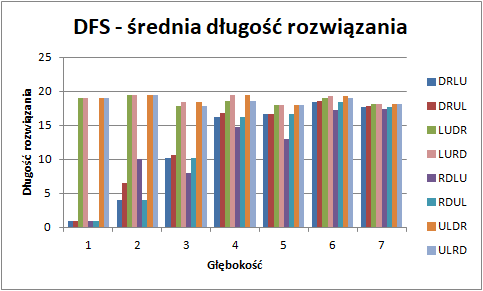 DFS - średnia długość rozwiązania
Długość rozwiązania
25
20
15
10
5
0
1 2 3 4 5 6 7
Głębokość
DRLU
DRUL
LUDR
LURD
RDLU
RDUL
ULDR
ULRD